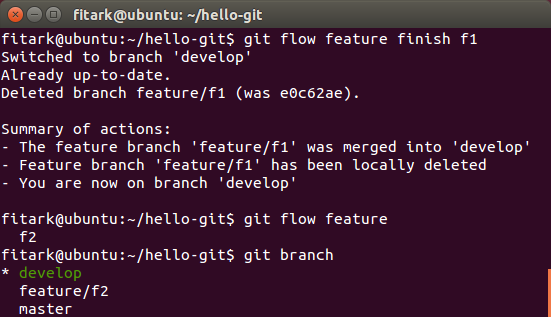 fitark@ubuntu: ~/hello-git
fitark@ubuntu:~/hello-git$ git flow feature finish f1
Switched to branch 'develop'
Already up-to-date.
Deleted branch feature/f1 (was e0c62ae).
Summary of actions:
- The feature branch 'feature/f1' was merged into 'develop'
- Feature branch 'feature/f1' has been locally deleted
- You are now on branch 'develop'
fitark@ubuntu:~/hello-git$ git flow feature
f2
fitark@ubuntu:~/hello-git$ git branch
* develop
feature/f2
master